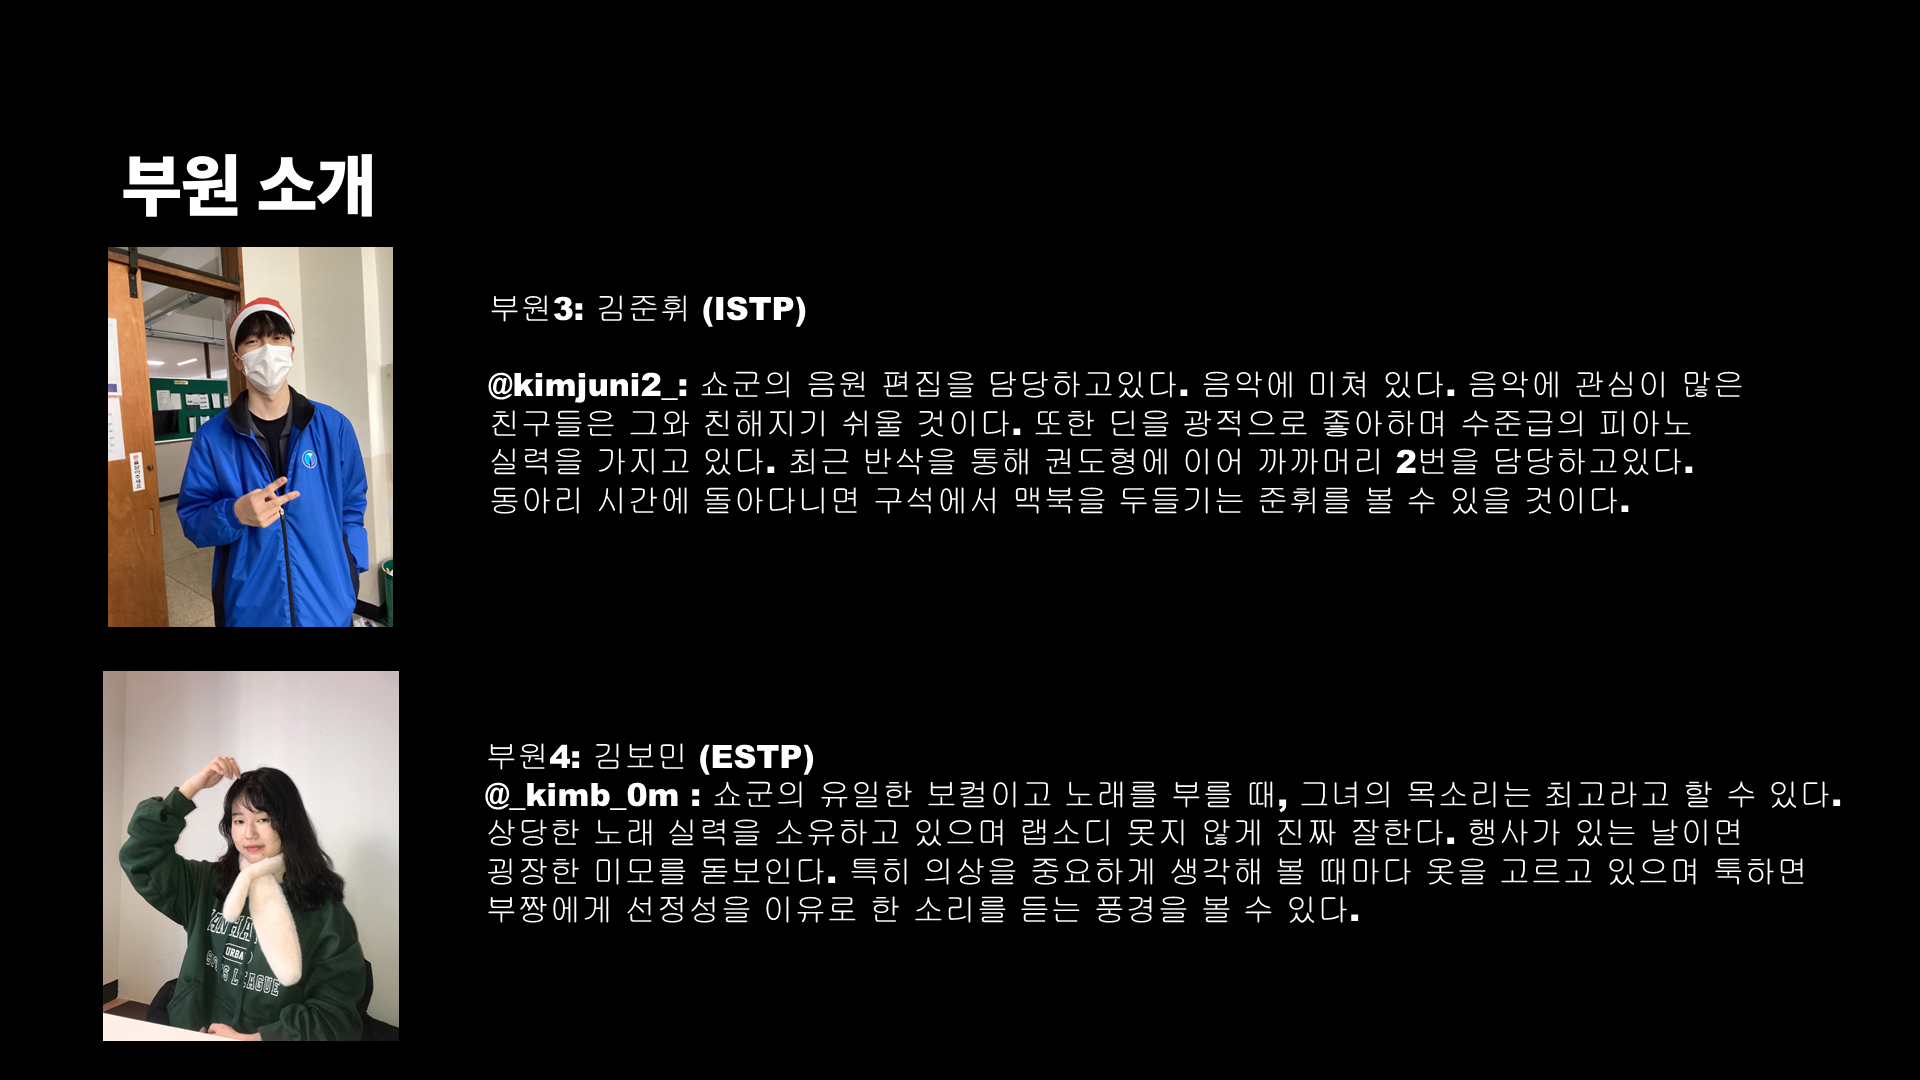 부원 소개
부원3: 김준휘 (ISTP)
@kimjuni2_: 쇼군의 음원 편집을 담당하고있다. 음악에 미쳐 있다. 음악에 관심이 많은
친구들은 그와 친해지기 쉬울 것이다. 또한 딘을 광적으로 좋아하며 수준급의 피아노
실력을 가지고 있다. 최근 반삭을 통해 권도형에 이어 까까머리 2번을 담당하고있다.
동아리 시간에 돌아다니면 구석에서 맥북을 두들기는 준휘를 볼 수 있을 것이다.
부원4: 김보민 (ESTP)
@_kimb_0m : 쇼군의 유일한 보컬이고 노래를 부를 때, 그녀의 목소리는 최고라고 할 수 있다.
상당한 노래 실력을 소유하고 있으며 랩소디 못지 않게 진짜 잘한다. 행사가 있는 날이면
굉장한 미모를 돋보인다. 특히 의상을 중요하게 생각해 볼 때마다 옷을 고르고 있으며 툭하면
부짱에게 선정성을 이유로 한 소리를 듣는 풍경을 볼 수 있다.
URBA